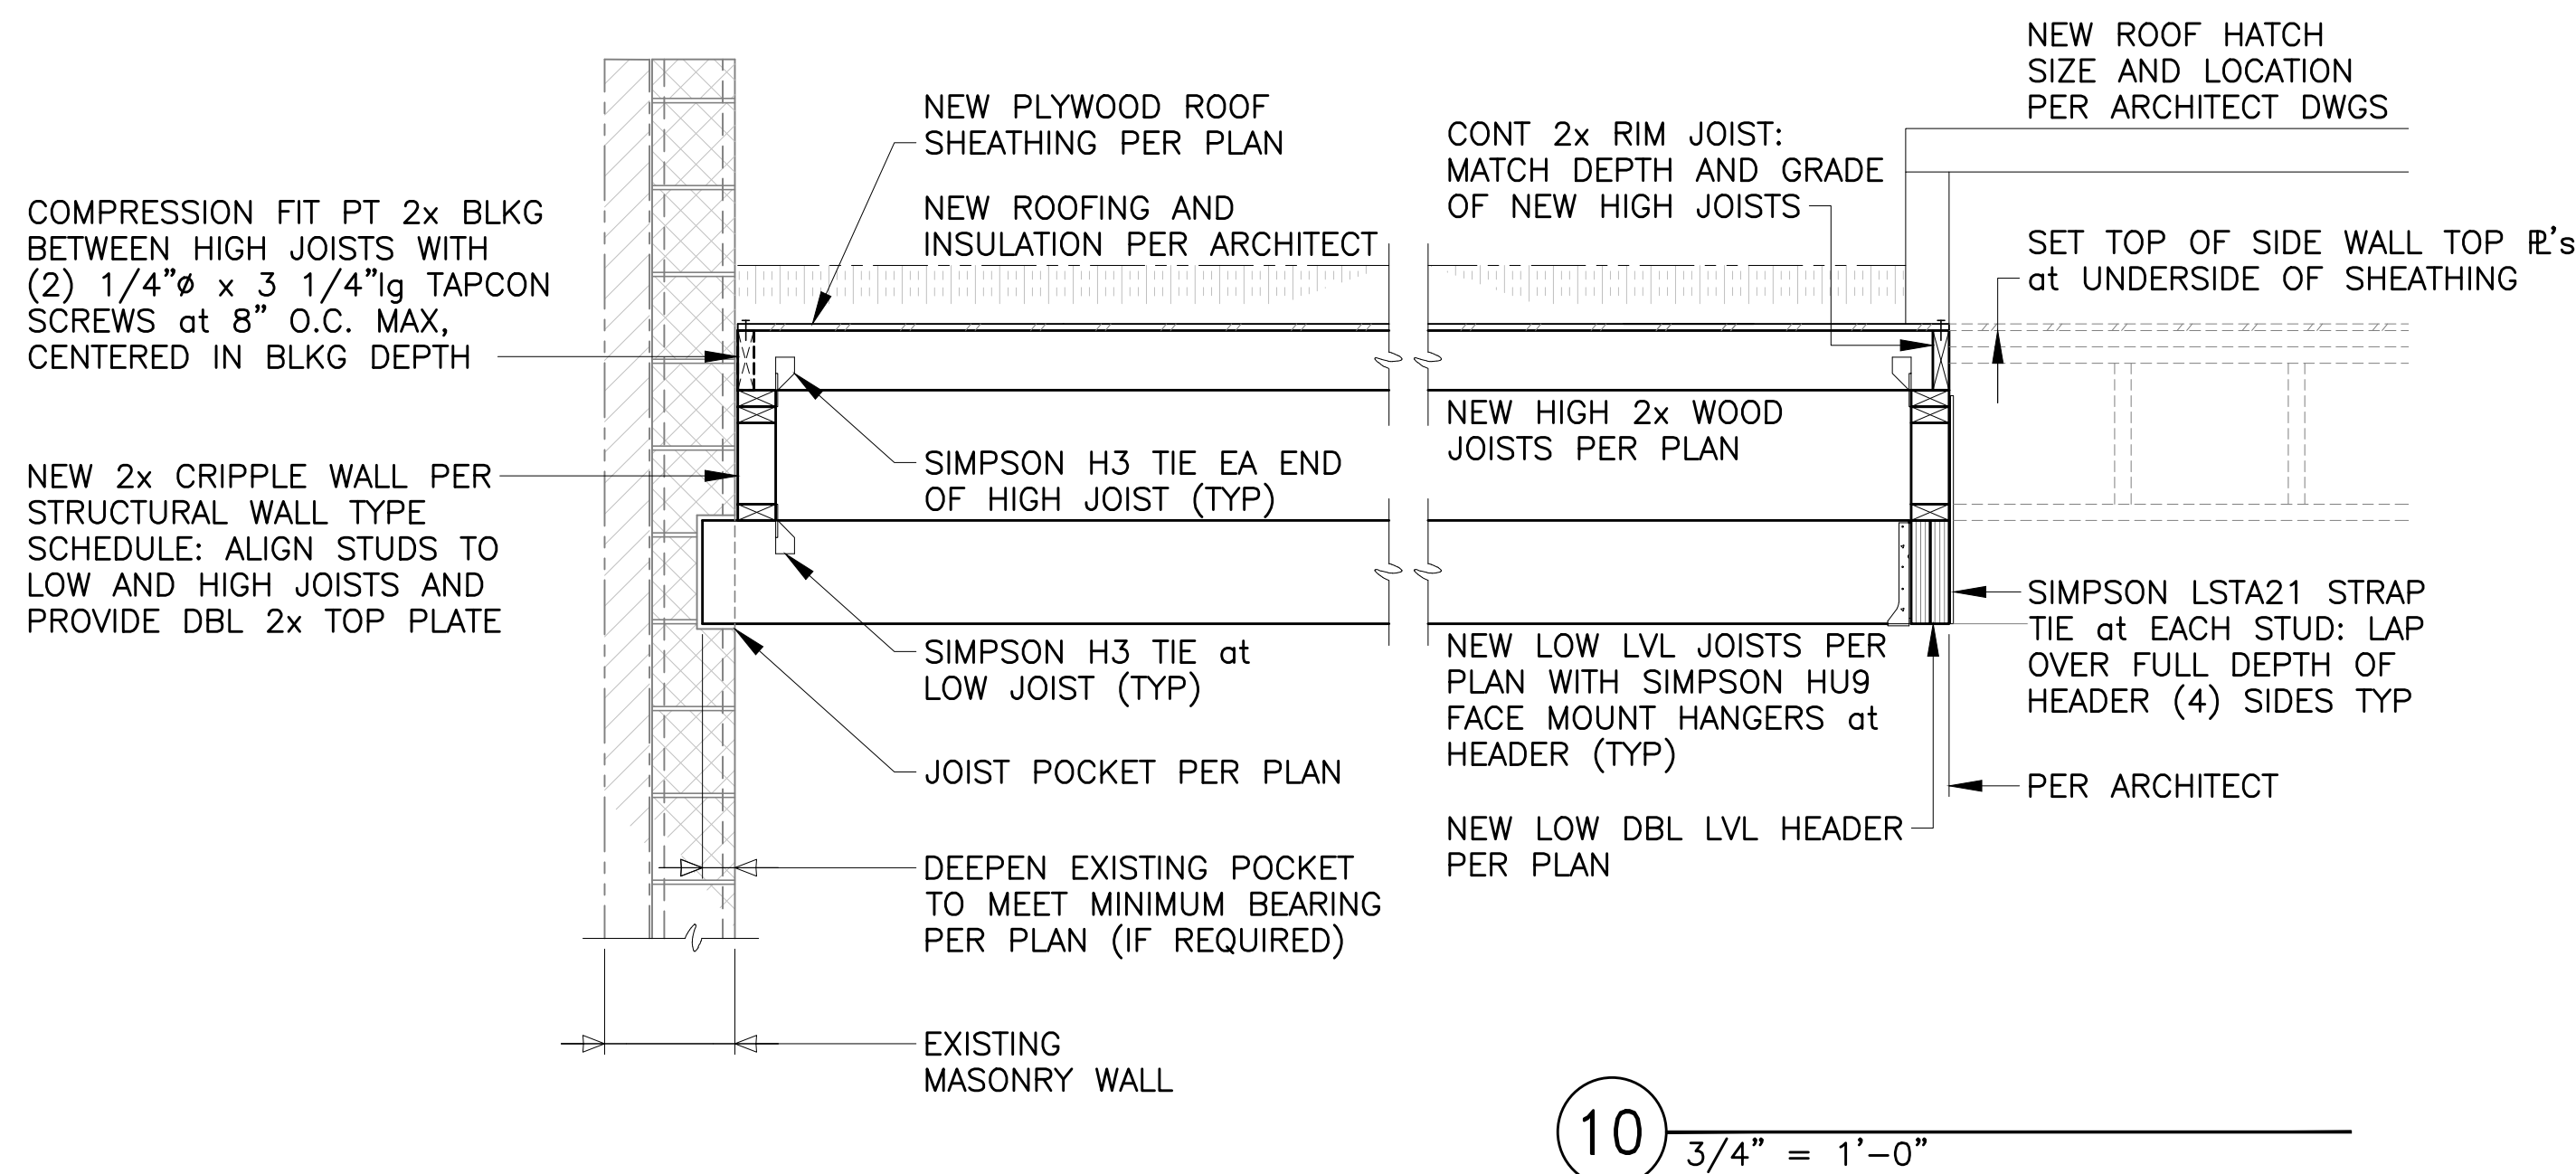 COMPRESSION FIT PT 2x BLKG
BETWEEN HIGH JOISTS WITH
(2) 1/4"ø x 3 1/4"lg TAPCON
SCREWS at 8" O.C. MAX,
CENTERED IN BLKG DEPTH
NEW 2x CRIPPLE WALL PER
STRUCTURAL WALL TYPE
SCHEDULE: ALIGN STUDS TO
LOW AND HIGH JOISTS AND
PROVIDE DBL 2x TOP PLATE
NEW PLYWOOD ROOF
SHEATHING PER PLAN
NEW ROOFING AND
INSULATION PER ARCHITECT
SIMPSON H3 TIE EA END
OF HIGH JOIST (TYP)
SIMPSON H3 TIE at
LOW JOIST (TYP)
JOIST POCKET PER PLAN
DEEPEN EXISTING POCKET
TO MEET MINIMUM BEARING
PER PLAN (IF REQUIRED)
EXISTING
MASONRY WALL
CONT 2x RIM JOIST:
MATCH DEPTH AND GRADE
OF NEW HIGH JOISTS
NEW HIGH 2x WOOD
JOISTS PER PLAN
NEW LOW LVL JOISTS PER
PLAN WITH SIMPSON HU9
FACE MOUNT HANGERS at
HEADER (TYP)
NEW LOW DBL LVL HEADER
PER PLAN
NEW ROOF HATCH
SIZE AND LOCATION
PER ARCHITECT DWGS
SET TOP OF SIDE WALL TOP PL's
at UNDERSIDE OF SHEATHING
SIMPSON LSTA21 STRAP
TIE at EACH STUD: LAP
OVER FULL DEPTH OF
HEADER (4) SIDES TYP
PER ARCHITECT
10
3/4" = 1'-0"